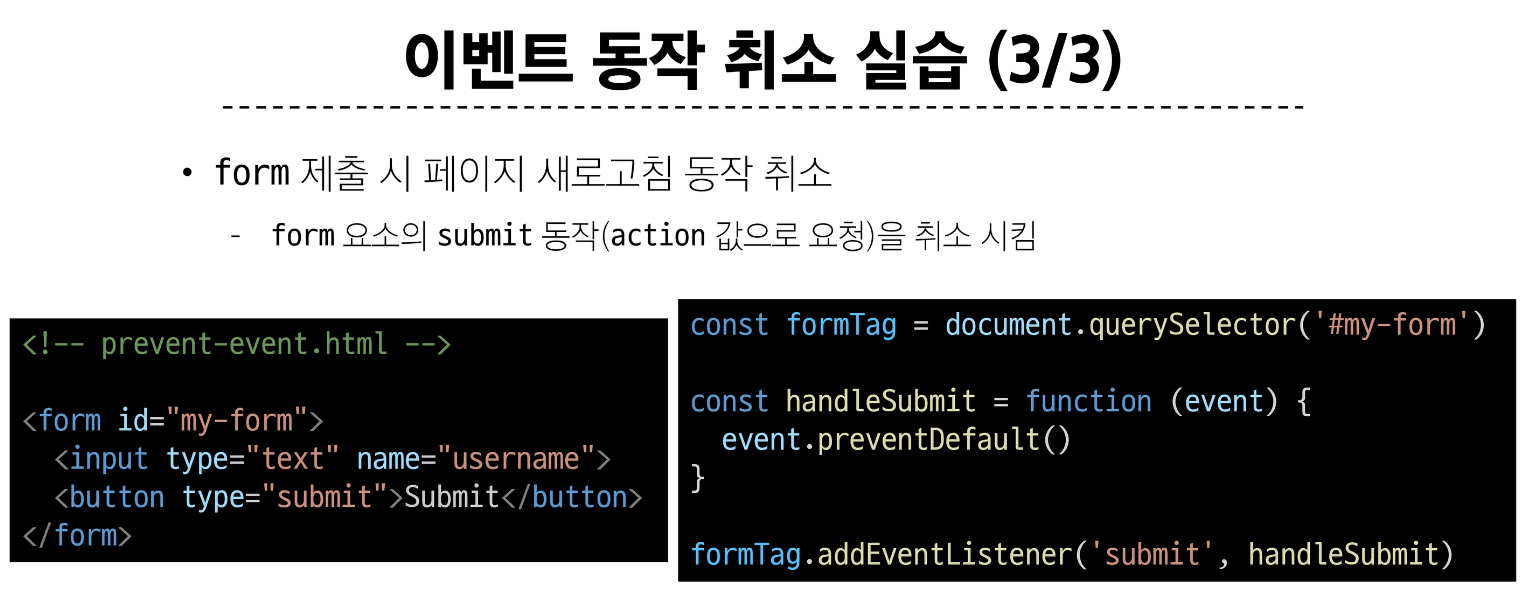 이벤트 동작 취소 실습 (3/3)
• form 제출 시 페이지 새로고침 동작 취소
- form 요소의 submit 동작(action 값으로 요청)을 취소 시킴
<!-- prevent-event.html -->
<form id="my-form">
  <input type="text" name="username">
  <button type="submit">Submit</button>
</form>
const formTag = document.querySelector('#my-form')
const handleSubmit = function (event) {
  event.preventDefault()
}
formTag.addEventListener('submit', handleSubmit)